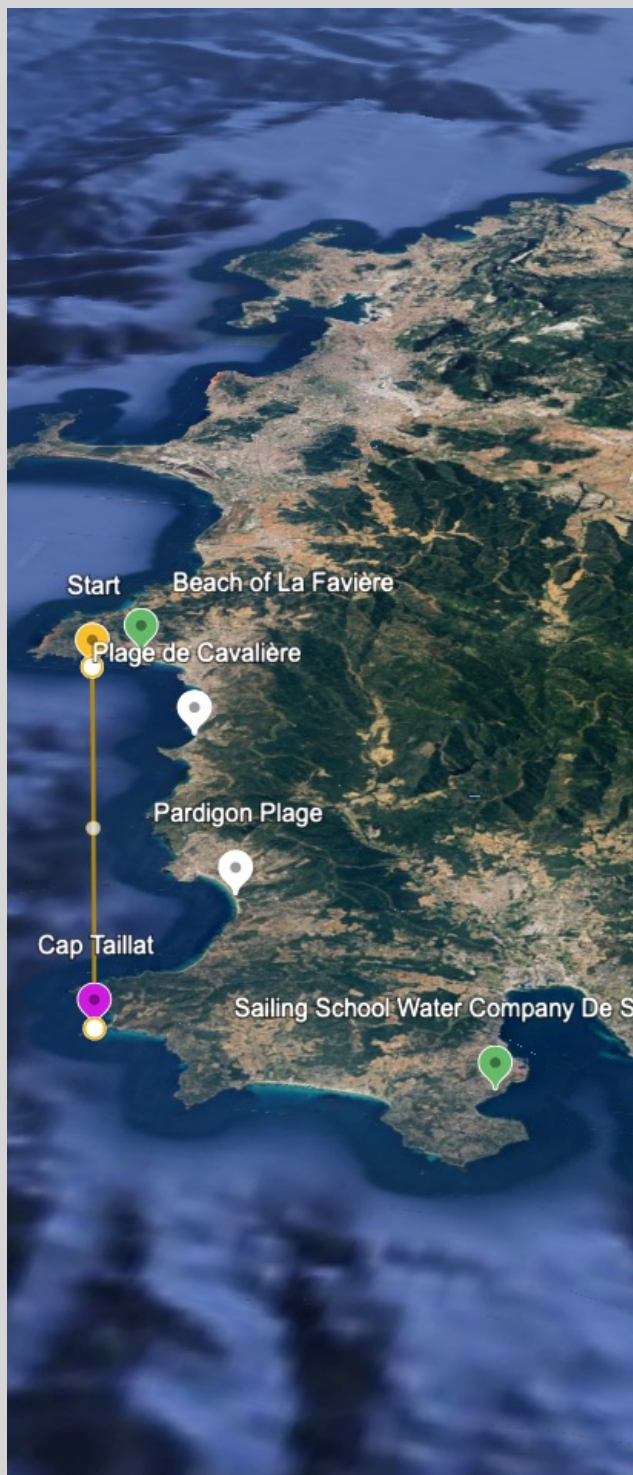 Start
Beach of La Favière
Plage de Cavalière
Pardigon Plage
Cap Taillat
Sailing School Water Company De S